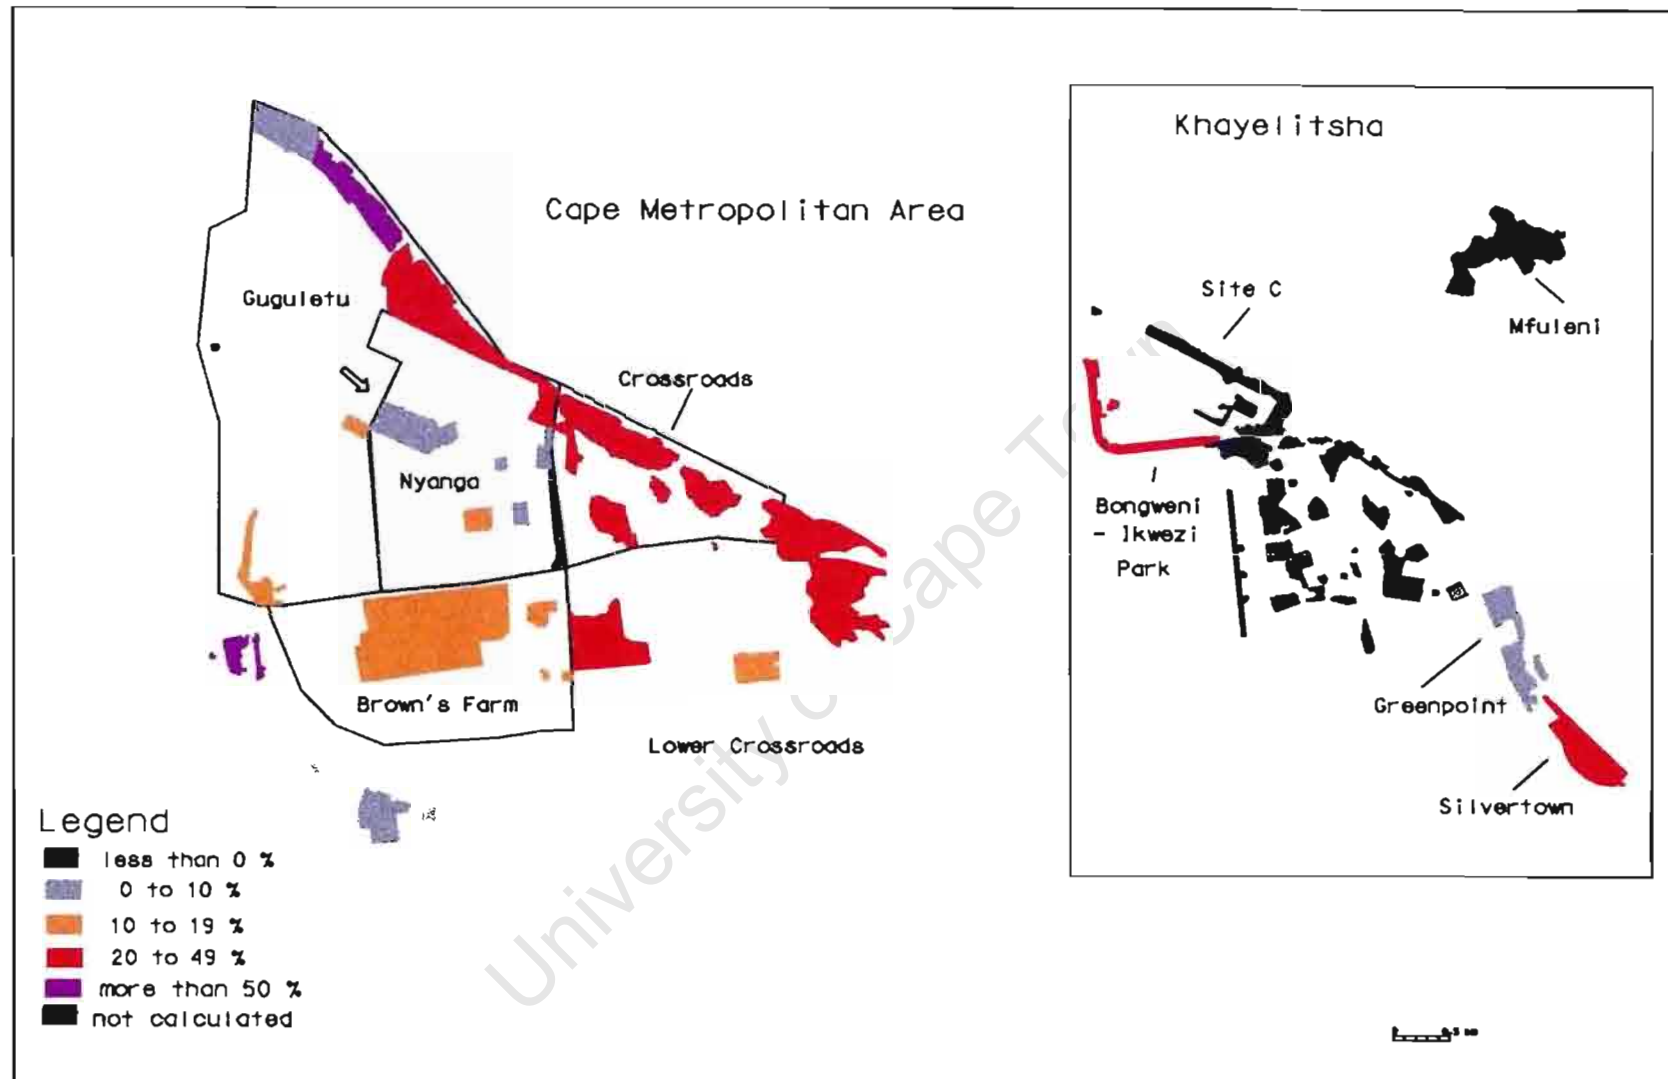 Khayelitsha
Cape Metropolitan Area
Guguletu
Site C
Mfuleni
Crossroads
Nyanga
Bongweni
- Ikwezi
Park
Brown's Farm
Greenpoint
Lower Crossroads
Silvertown
University of Cape Town
Legend
less than 0 %
0 to 10 %
10 to 19 %
20 to 49 %
more than 50 %
not calculated